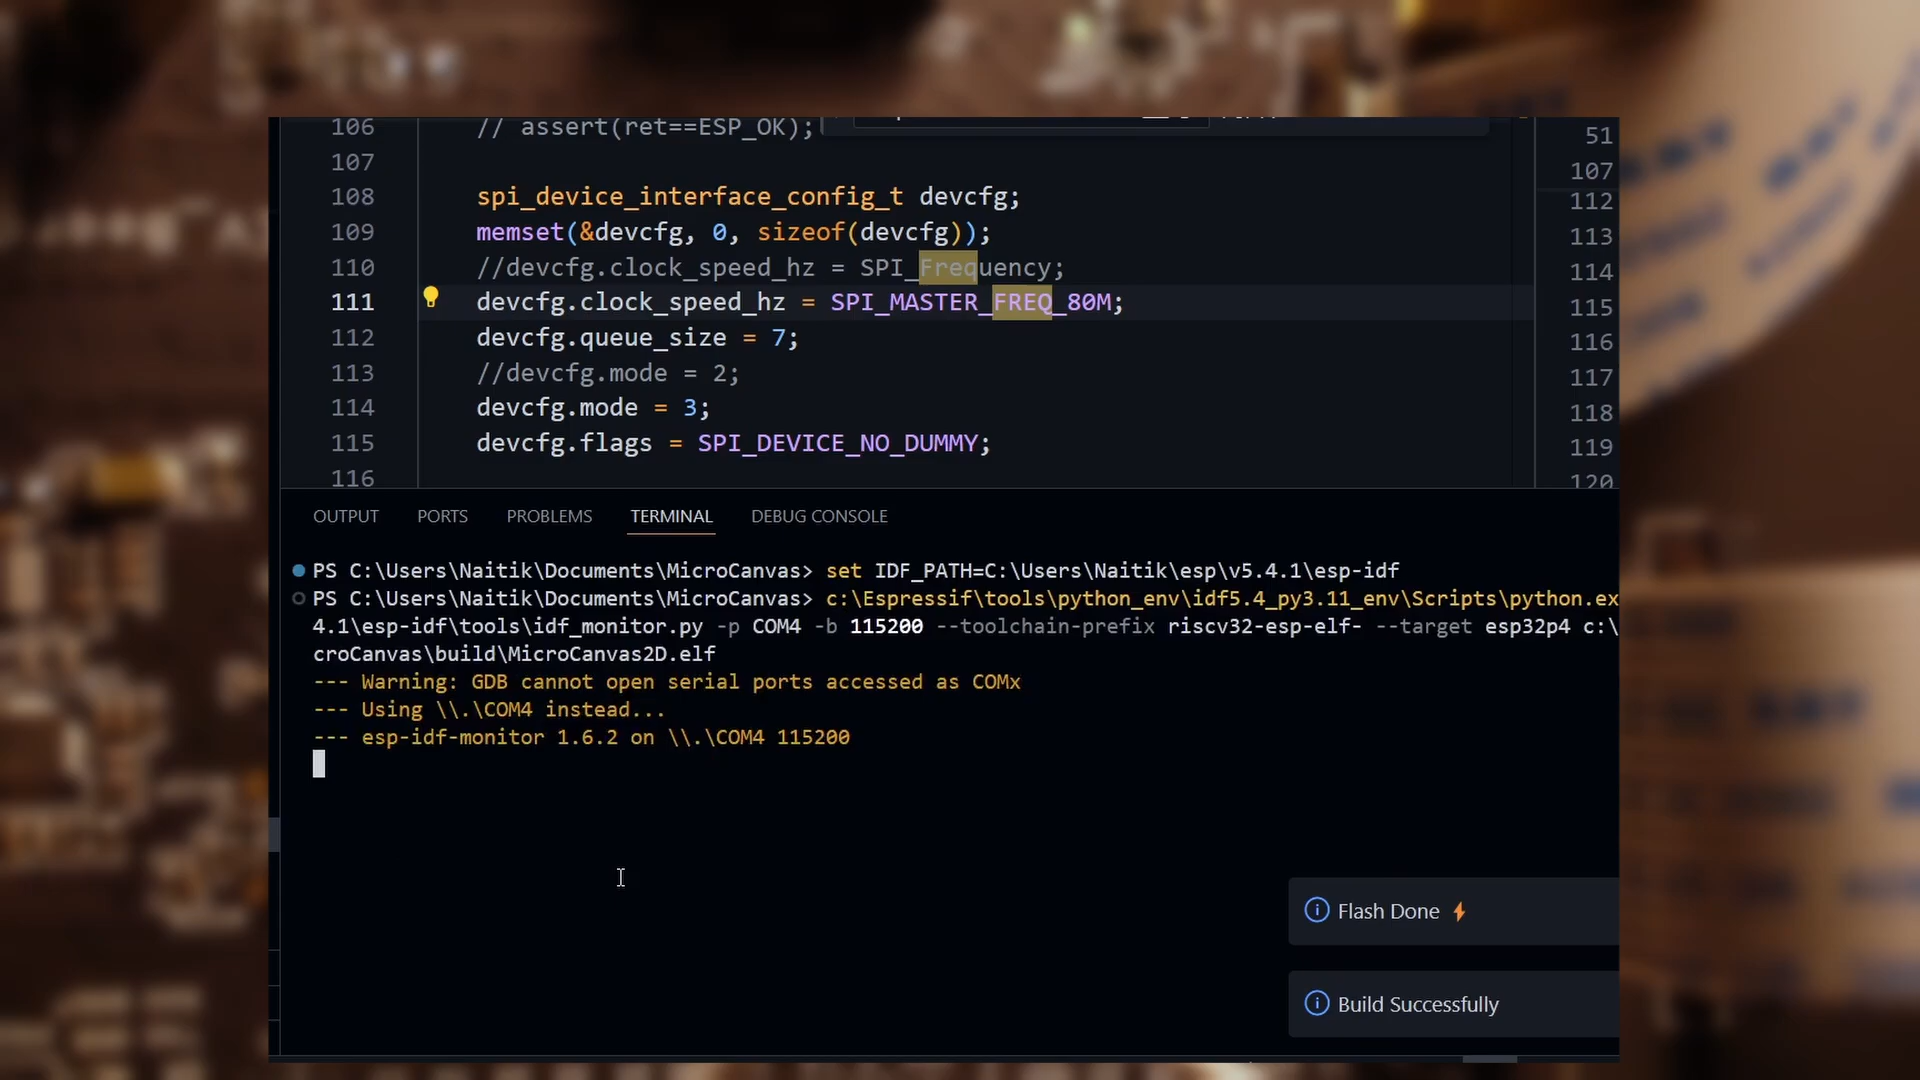 106 // assert(ret==ESP_OK);
107
108 spi_device_interface_config_t devcfg;
109 memset(&devcfg, 0, sizeof(devcfg));
110 //devcfg.clock_speed_hz = SPI_Frequency;
111 devcfg.clock_speed_hz = SPI_MASTER_FREQ_80M;
112 devcfg.queue_size = 7;
113 //devcfg.mode = 2;
114 devcfg.mode = 3;
115 devcfg.flags = SPI_DEVICE_NO_DUMMY;
116
51
107
112
113
114
115
116
117
118
119
120
OUTPUT PORTS PROBLEMS TERMINAL DEBUG CONSOLE
PS C:\Users\Naitik\Documents\MicroCanvas> set IDF_PATH=C:\Users\Naitik\esp\v5.4.1\esp-idf
PS C:\Users\Naitik\Documents\MicroCanvas> c:\Espressif\tools\python_env\idf5.4_py3.11_env\Scripts\python.ex
4.1\esp-idf\tools\idf_monitor.py -p COM4 -b 115200 --toolchain-prefix riscv32-esp-elf- --target esp32p4 c:\
croCanvas\build\MicroCanvas2D.elf
--- Warning: GDB cannot open serial ports accessed as COMx
--- Using \\.\COM4 instead...
--- esp-idf-monitor 1.6.2 on \\.\COM4 115200
Flash Done
Build Successfully